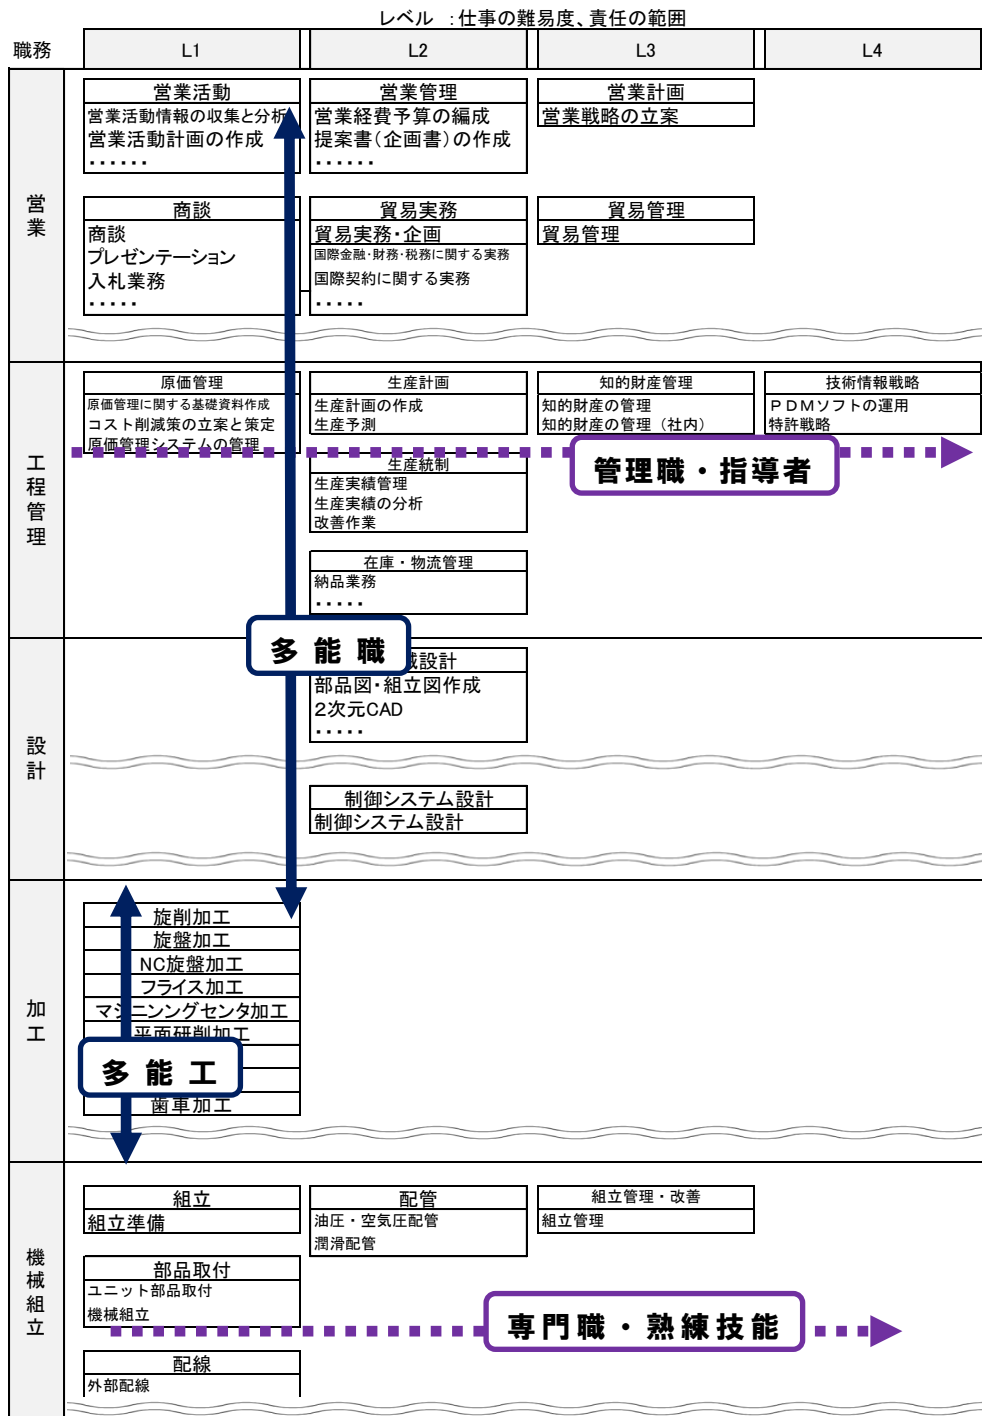 レベル ：仕事の難易度、責任の範囲
職務 L1 L2 L3 L4
営業
営業活動
営業活動情報の収集と分析
営業活動計画の作成
・・・・・・
営業管理
営業経費予算の編成
提案書（企画書）の作成
・・・・・・
営業計画
営業戦略の立案
商談
商談
プレゼンテーション
入札業務
・・・・・
貿易実務
貿易実務・企画
国際金融・財務・税務に関する実務
国際契約に関する実務
・・・・・
貿易管理
貿易管理
工程管理
原価管理
原価管理に関する基礎資料作成
コスト削減策の立案と策定
原価管理システムの管理
生産計画
生産計画の作成
生産予測
知的財産管理
知的財産の管理
知的財産の管理（社内）
技術情報戦略
ＰＤＭソフトの運用
特許戦略
管理職・指導者
生産統制
生産実績管理
生産実績の分析
改善作業
在庫・物流管理
納品業務
・・・・・
多能職
設計
設計
部品図・組立図作成
2次元CAD
・・・・・
制御システム設計
制御システム設計
加工
旋削加工
旋盤加工
NC旋盤加工
フライス加工
マシニンングセンタ加工
平面研削加工
多能工
歯車加工
機械組立
組立
組立準備
配管
油圧・空気圧配管
潤滑配管
組立管理・改善
組立管理
部品取付
ユニット部品取付
機械組立
専門職・熟練技能
配線
外部配線